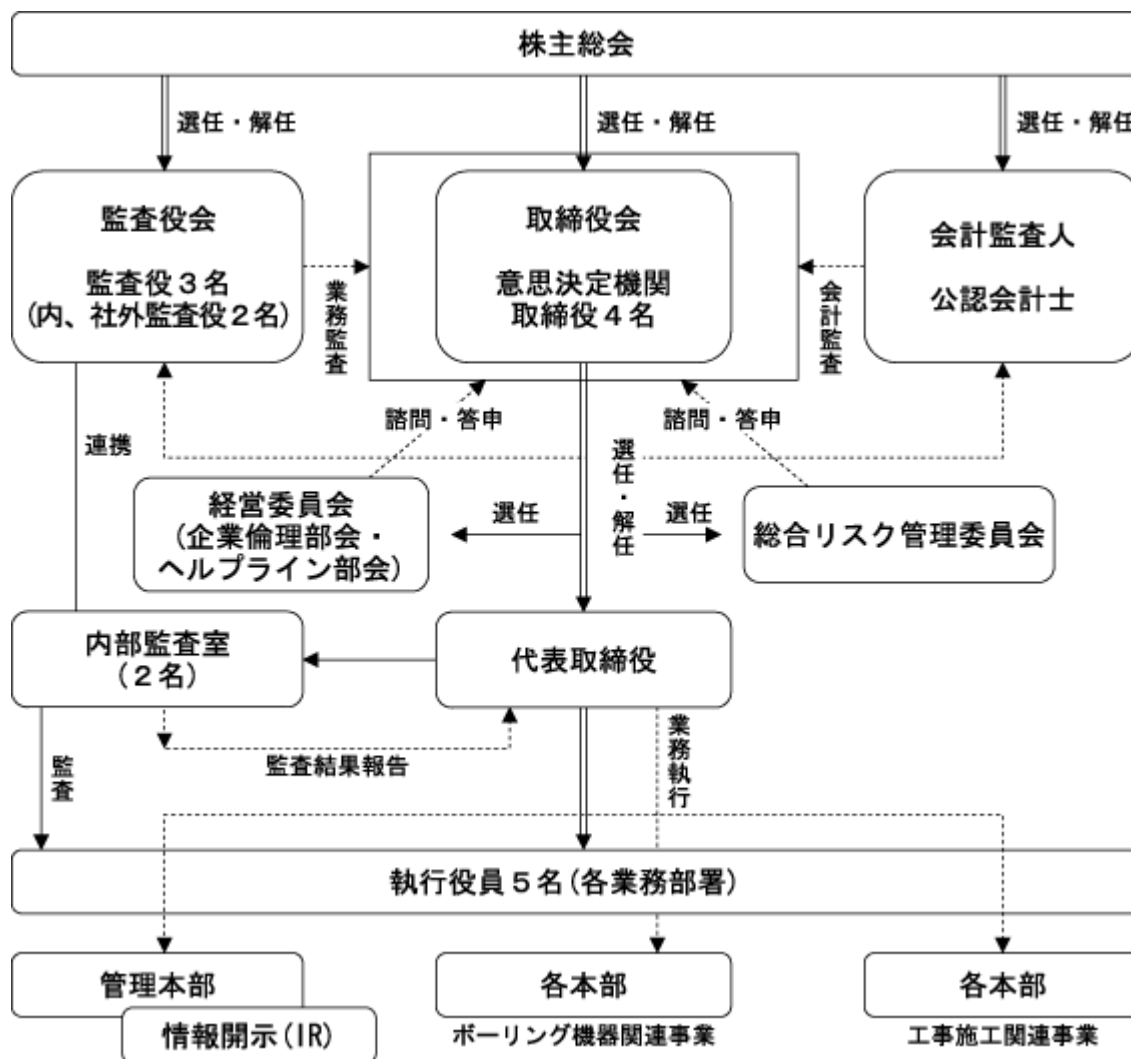 株主総会
選任・解任
選任・解任
選任・解任
監査役会
監査役3名
(内、社外監査役2名)
業務監査
取締役会
意思決定機関
取締役4名
会計監査
会計監査人
公認会計士
連携
諮問・答申
諮問・答申
経営委員会
(企業倫理部会・
ヘルプライン部会)
選任
選任・解任
選任
総合リスク管理委員会
内部監査室
(2名)
代表取締役
監査
監査結果報告
業務執行
執行役員5名(各業務部署)
管理本部
情報開示(IR)
各本部
ボーリング機器関連事業
各本部
工事施工関連事業